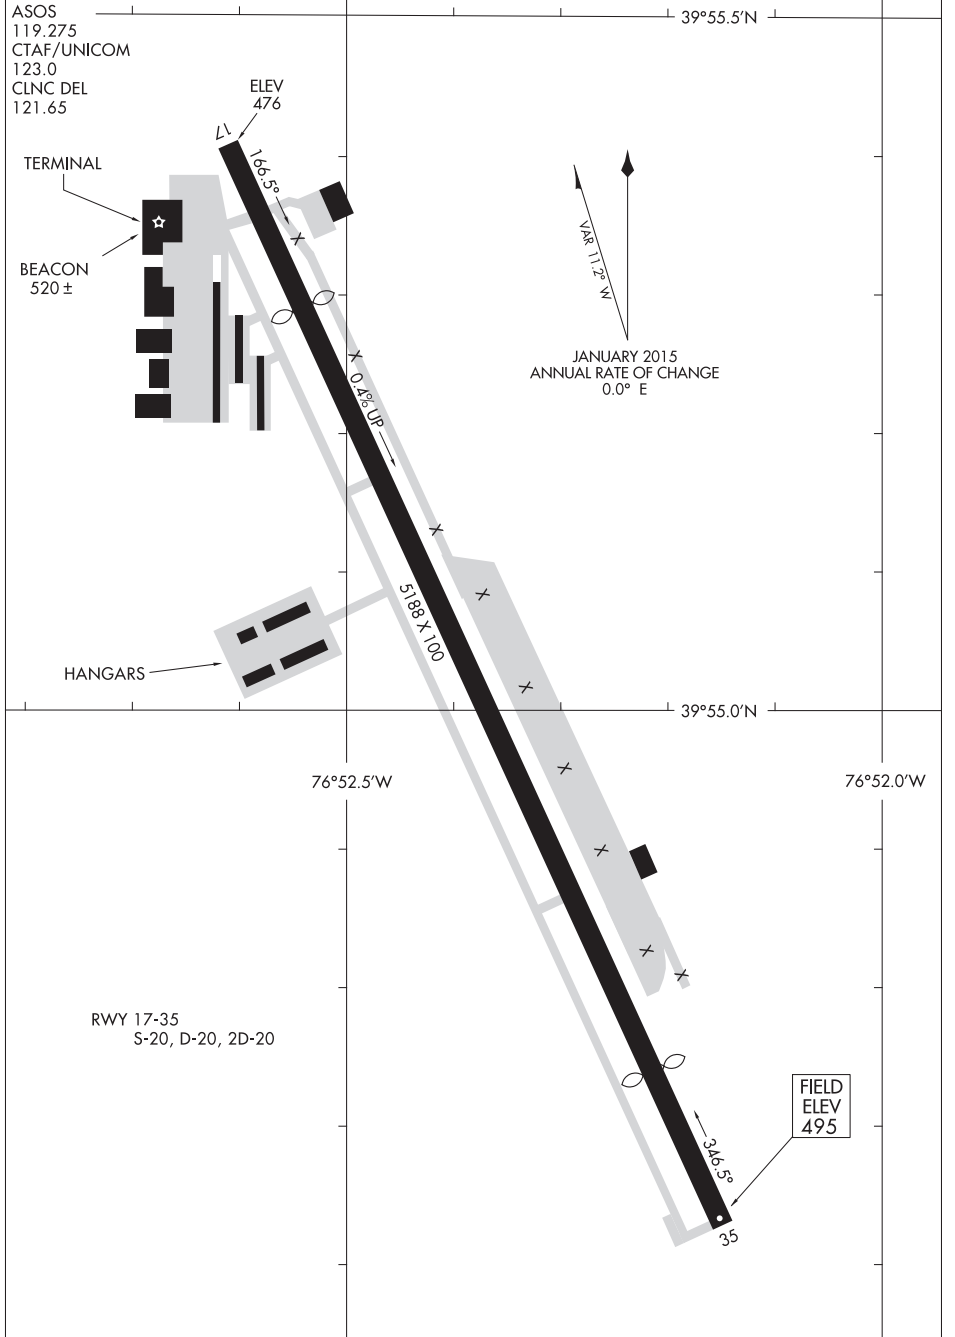 ASOS
119.275
CTAF/UNICOM
123.0
CLNC DEL
121.65
39°55.5'N
ELEV
476
17
166.5°
TERMINAL
BEACON
520 ±
VAR 11.2° W
JANUARY 2015
ANNUAL RATE OF CHANGE
0.0° E
0.4% UP
5188 X 100
HANGARS
39°55.0'N
76°52.5'W
76°52.0'W
RWY 17-35
S-20, D-20, 2D-20
FIELD
ELEV
495
346.5°
35